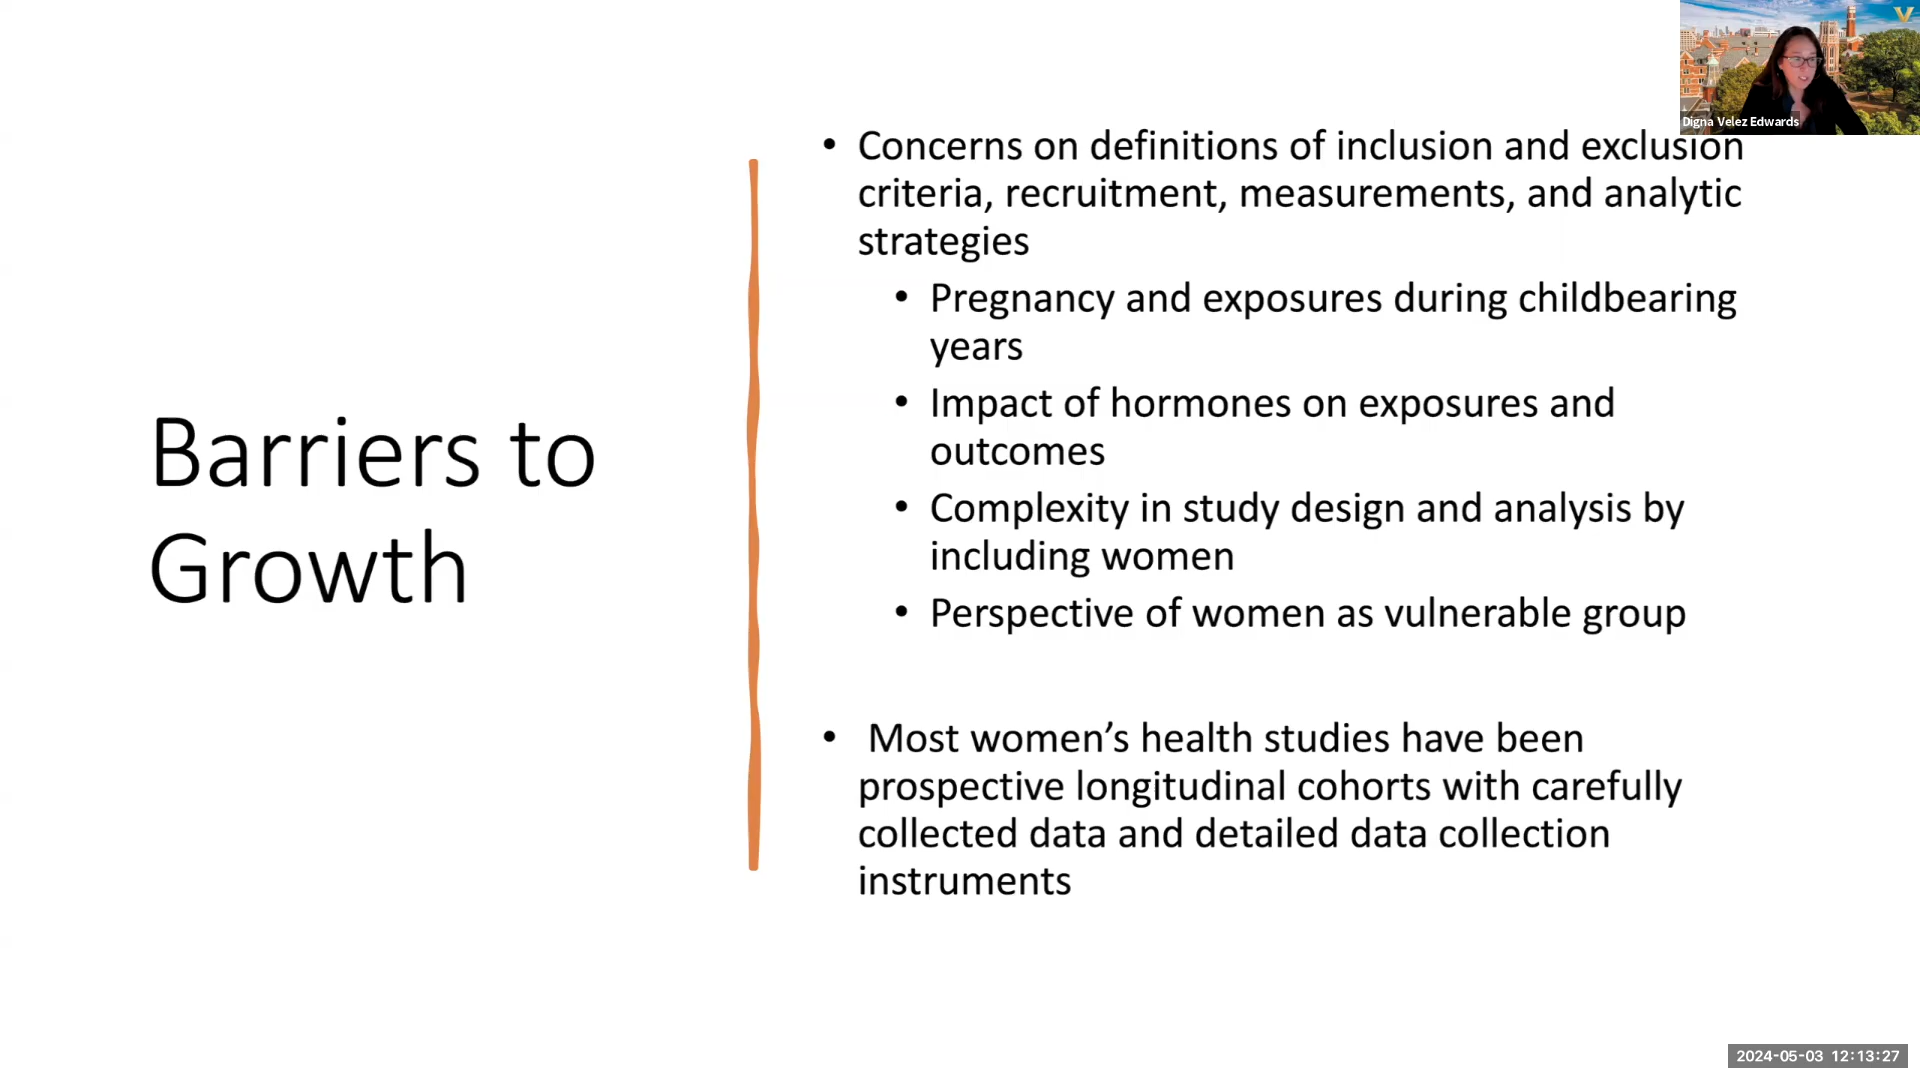 Digna Velez Edwards
Barriers to
Growth
• Concerns on definitions of inclusion and exclusion
criteria, recruitment, measurements, and analytic
strategies
• Pregnancy and exposures during childbearing
years
• Impact of hormones on exposures and
outcomes
• Complexity in study design and analysis by
including women
• Perspective of women as vulnerable group
• Most women’s health studies have been
prospective longitudinal cohorts with carefully
collected data and detailed data collection
instruments
2024-05-03 12:13:27